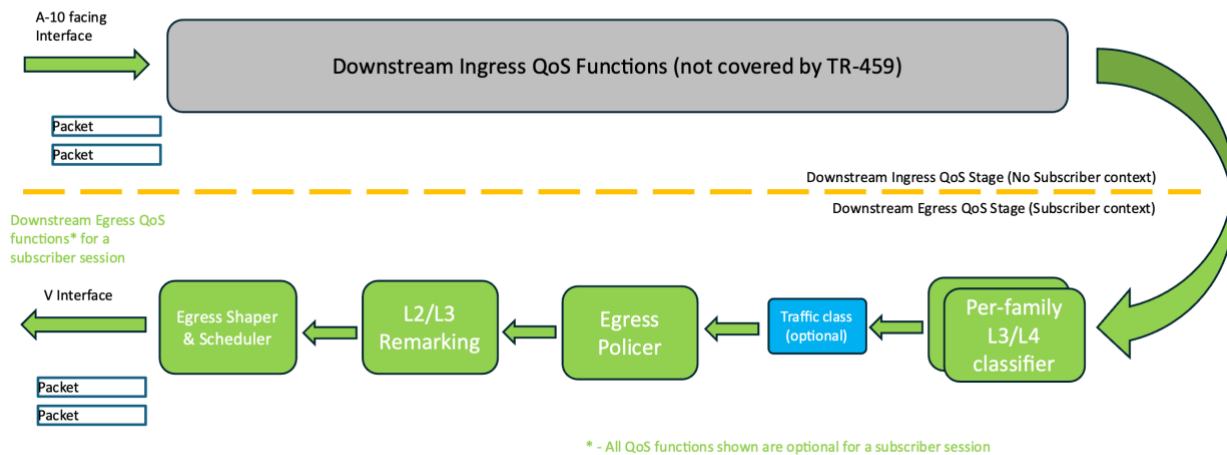 A-10 facing
Interface
Downstream Ingress QoS Functions (not covered by TR-459)
Packet
Packet
Downstream Ingress QoS Stage (No Subscriber context)
Downstream Egress QoS Stage (Subscriber context)
Downstream Egress QoS
functions* for a
subscriber session
V Interface
Egress Shaper
& Scheduler
L2/L3
Remarking
Egress
Policer
Traffic class
(optional)
Per-family
L3/L4
classifier
Packet
Packet
* - All QoS functions shown are optional for a subscriber session